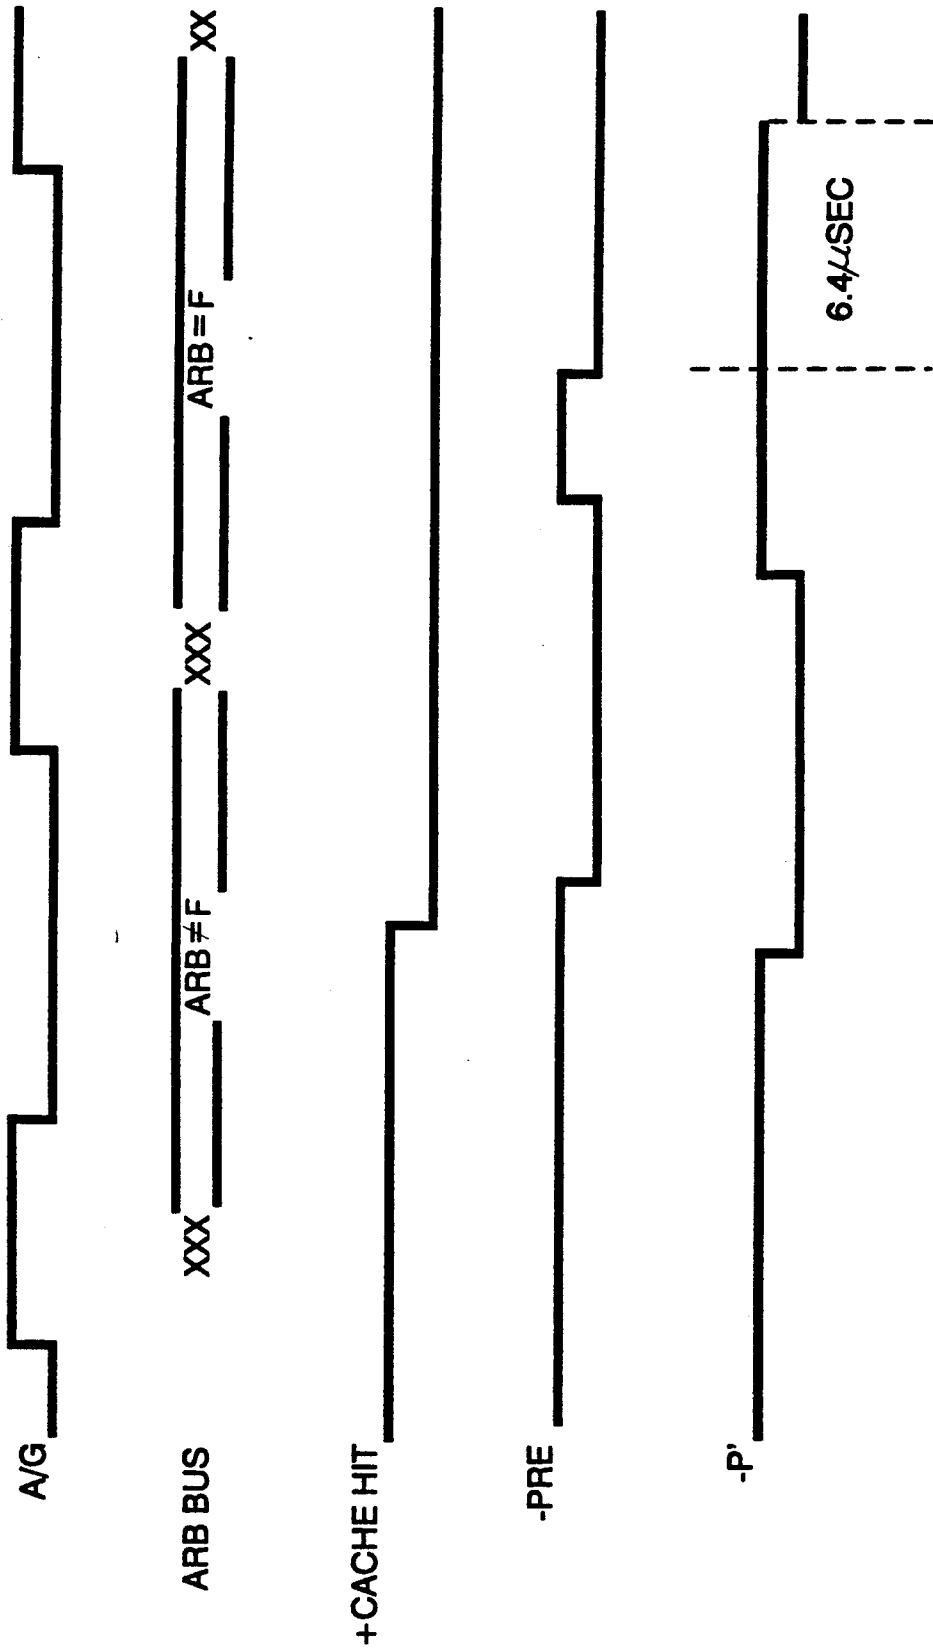 A/G
ARB BUS
XXX
ARB≠F
XXX
ARB=F
XX
+CACHE HIT
-PRE
-P'
6.4μSEC